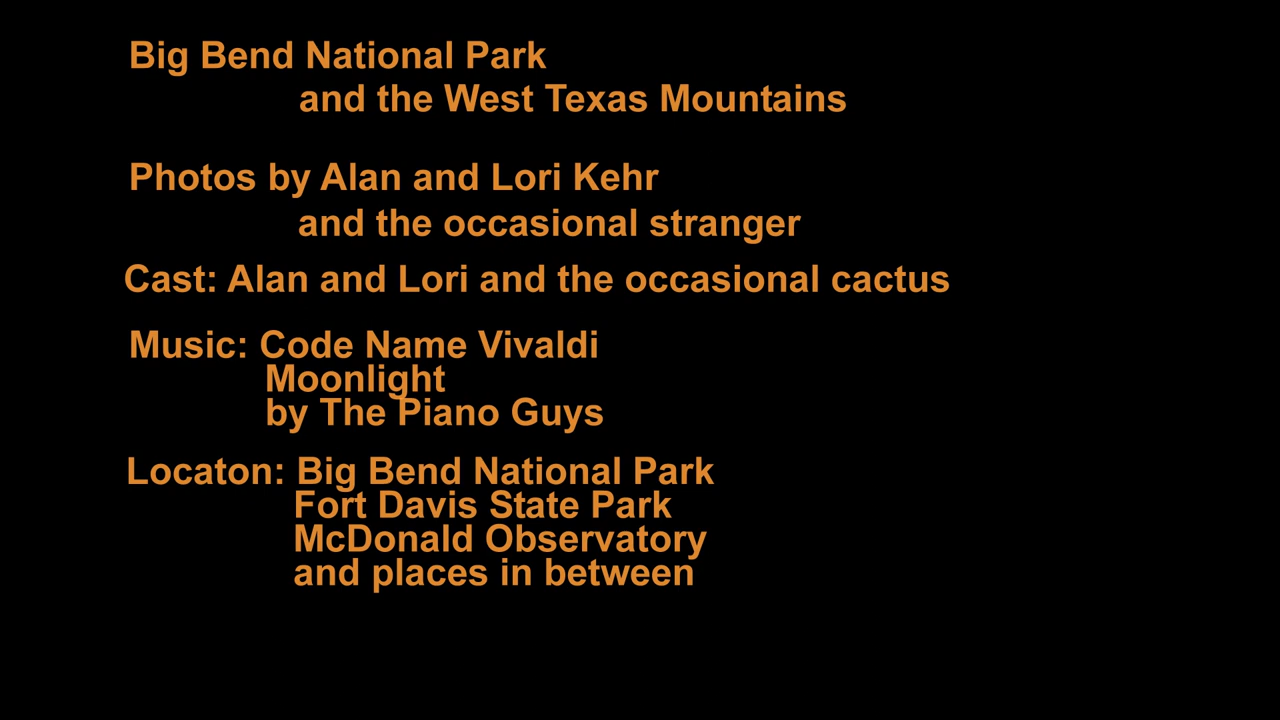 Big Bend National Park
and the West Texas Mountains
Photos by Alan and Lori Kehr
and the occasional stranger
Cast: Alan and Lori and the occasional cactus
Music: Code Name Vivaldi
Moonlight
by The Piano Guys
Locaton: Big Bend National Park
Fort Davis State Park
McDonald Observatory
and places in between